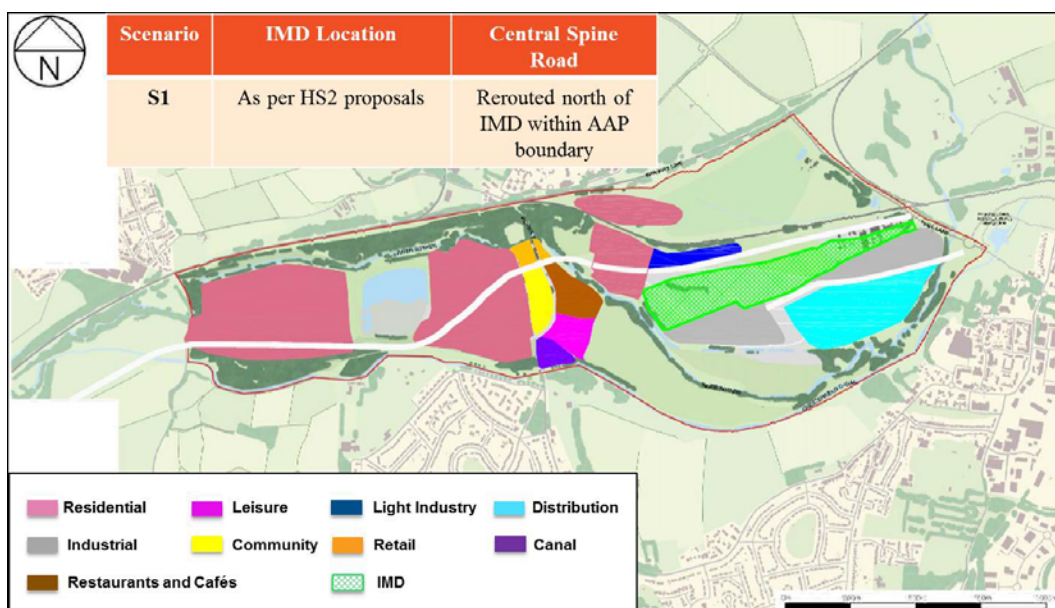 N
Scenario
IMD Location
Central Spine
Road
S1
As per HS2 proposals
Rerouted north of
IMD within AAP
boundary
Residential
Leisure
Light Industry
Distribution
Industrial
Community
Retail
Canal
Restaurants and Cafés
IMD